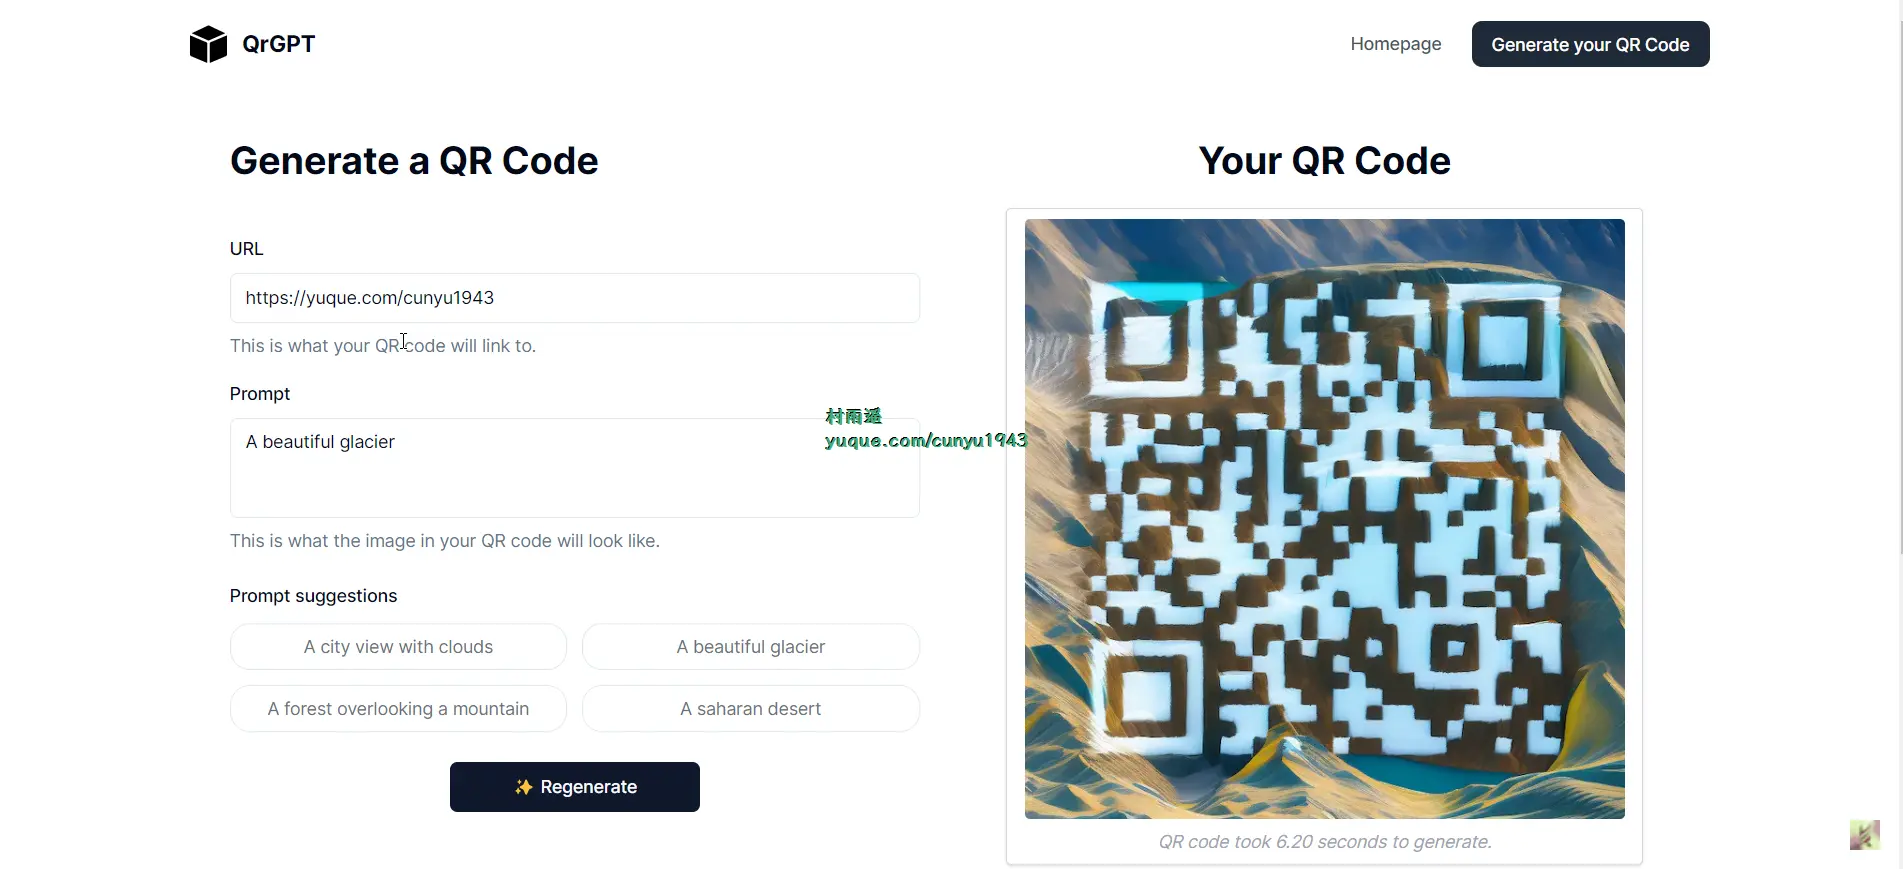 QrGPT
Homepage
Generate your QR Code
Generate a QR Code
URL
https://yuque.com/cunyu1943
This is what your QR code will link to.
Prompt
A beautiful glacier
This is what the image in your QR code will look like.
Prompt suggestions
A city view with clouds
A beautiful glacier
A forest overlooking a mountain
A saharan desert
✨ Regenerate
村雨遥
yuque.com/cunyu1943
Your QR Code
QR code took 6.20 seconds to generate.